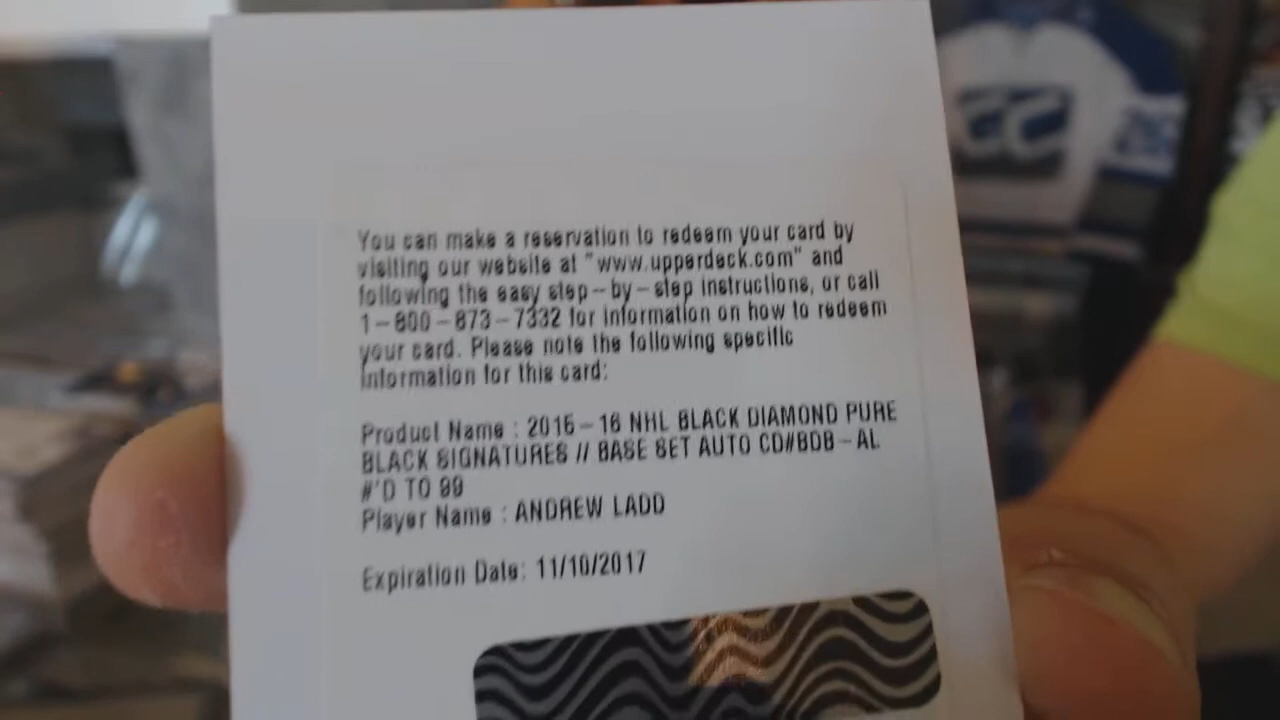 You can make a reservation to redeem your card by
visiting our website at "www.upperdeck.com" and
following the easy step-by-step instructions, or call
1-800-873-7332 for information on how to redeem
your card. Please note the following specific
information for this card:
Product Name : 2015-16 NHL BLACK DIAMOND PURE
BLACK SIGNATURES // BASE SET AUTO CD#BDB-AL
#'D TO 99
Player Name : ANDREW LADD
Expiration Date: 11/10/2017